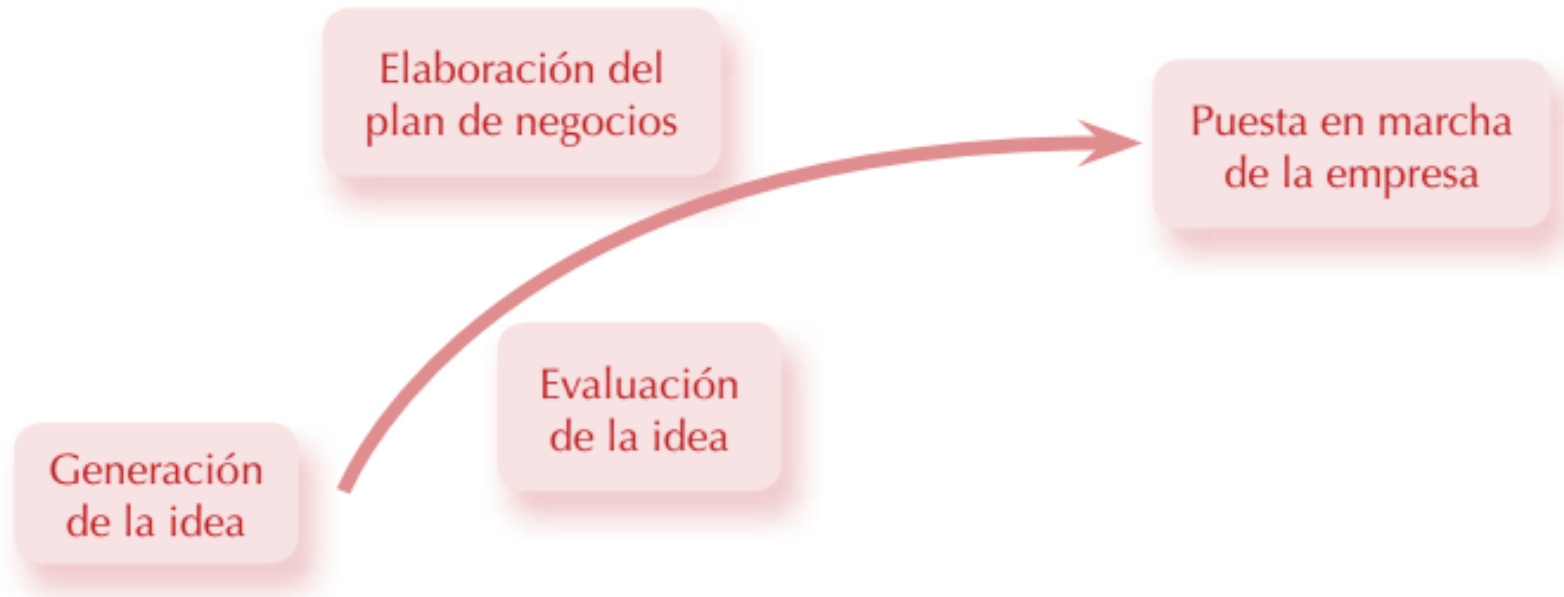 Elaboración del
plan de negocios
Puesta en marcha
de la empresa
Evaluación
de la idea
Generación
de la idea